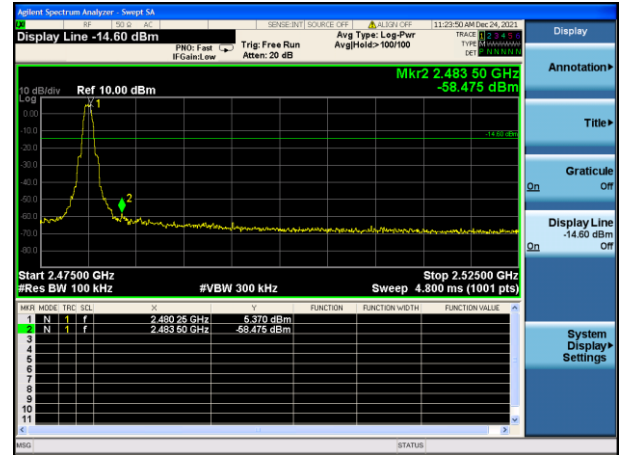 Agilent Spectrum Analyzer - Swept SA
RF 50 Ω AC SENSE:INT SOURCE OFF ALIGN OFF 11:23:50 AM Dec 24, 2021
Display Line -14.60 dBm
PNO: Fast Trig: Free Run Avg Type: Log-Pwr TRACE 1 2 3 4 5 6
IFGain:Low Atten: 20 dB Avg|Hold:>100/100 TYPE
DET P N N N N N
Mkr2 2.483 50 GHz
-58.475 dBm
10 dB/div Ref 10.00 dBm
Log
1
0.00
-10.0
-14.60 dBm
-20.0
-30.0
-40.0
-50.0
2
-60.0
-70.0
-80.0
Start 2.47500 GHz Stop 2.52500 GHz
#Res BW 100 kHz #VBW 300 kHz Sweep 4.800 ms (1001 pts)
MKR MODE TRC SCL X Y FUNCTION FUNCTION WIDTH FUNCTION VALUE
1 N 1 f 2.480 25 GHz 5.370 dBm
2 N 1 f 2.483 50 GHz -58.475 dBm
3
4
5
6
7
8
9
10
11
MSG STATUS
Display
Annotation
Title
Graticule
On Off
Display Line
-14.60 dBm
On Off
System
Display
Settings